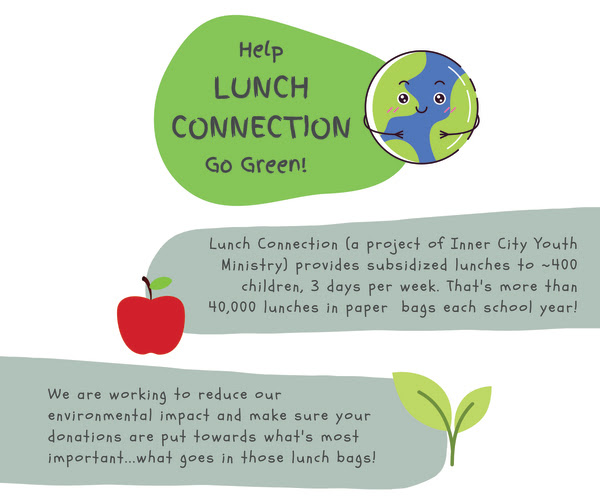 Help
LUNCH
CONNECTION
Go Green!
Lunch Connection (a project of Inner City Youth
Ministry) provides subsidized lunches to ~400
children, 3 days per week. That's more than
40,000 lunches in paper bags each school year!
We are working to reduce our
environmental impact and make sure your
donations are put towards what's most
important...what goes in those lunch bags!